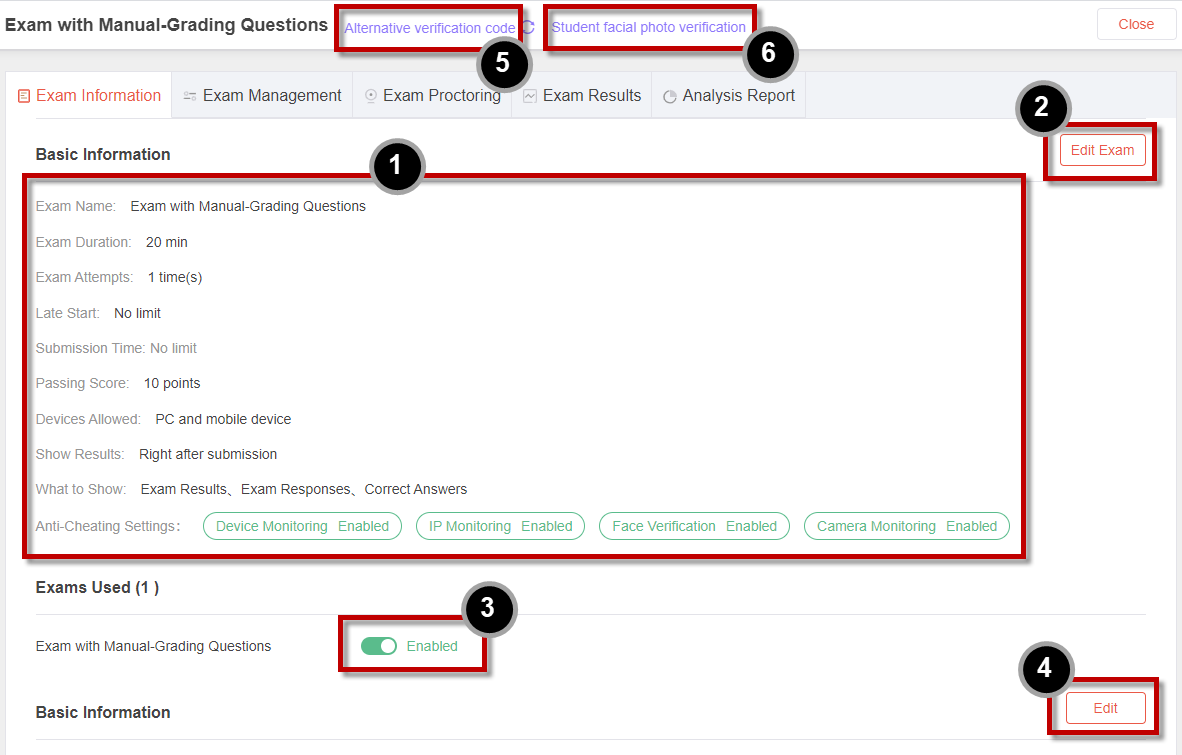 Exam with Manual-Grading Questions Alternative verification code Student facial photo verification Close
5 6
Exam Information Exam Management Exam Proctoring Exam Results Analysis Report
2
Basic Information Edit Exam
1
Exam Name: Exam with Manual-Grading Questions
Exam Duration: 20 min
Exam Attempts: 1 time(s)
Late Start: No limit
Submission Time: No limit
Passing Score: 10 points
Devices Allowed: PC and mobile device
Show Results: Right after submission
What to Show: Exam Results、Exam Responses、Correct Answers
Anti-Cheating Settings： Device Monitoring Enabled IP Monitoring Enabled Face Verification Enabled Camera Monitoring Enabled
Exams Used (1 )
3
Exam with Manual-Grading Questions Enabled
4
Basic Information Edit